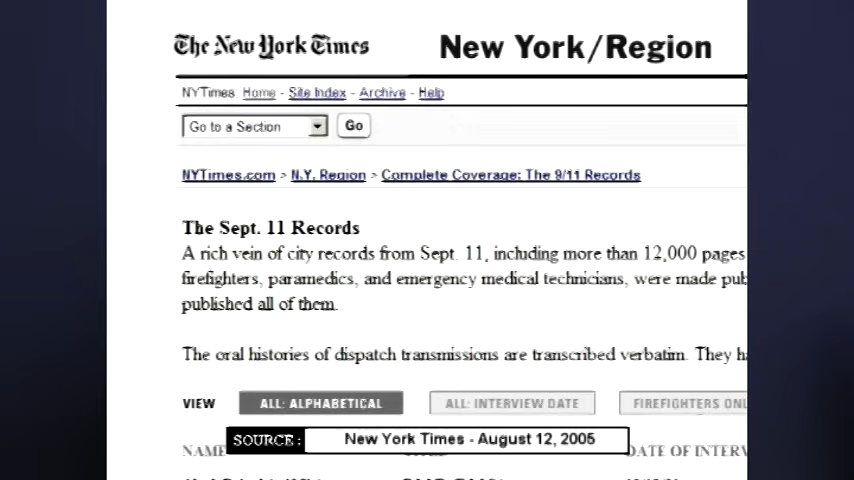 The New York Times
New York/Region
NYTimes Home - Site Index - Archive - Help
Go to a Section
Go
NYTimes.com > N.Y. Region > Complete Coverage: The 9/11 Records
The Sept. 11 Records
A rich vein of city records from Sept. 11, including more than 12,000 pages
firefighters, paramedics, and emergency medical technicians, were made pub
published all of them.
The oral histories of dispatch transmissions are transcribed verbatim. They ha
VIEW ALL: ALPHABETICAL ALL: INTERVIEW DATE FIREFIGHTERS ONL
SOURCE: New York Times - August 12, 2005
NAME DATE OF INTERV